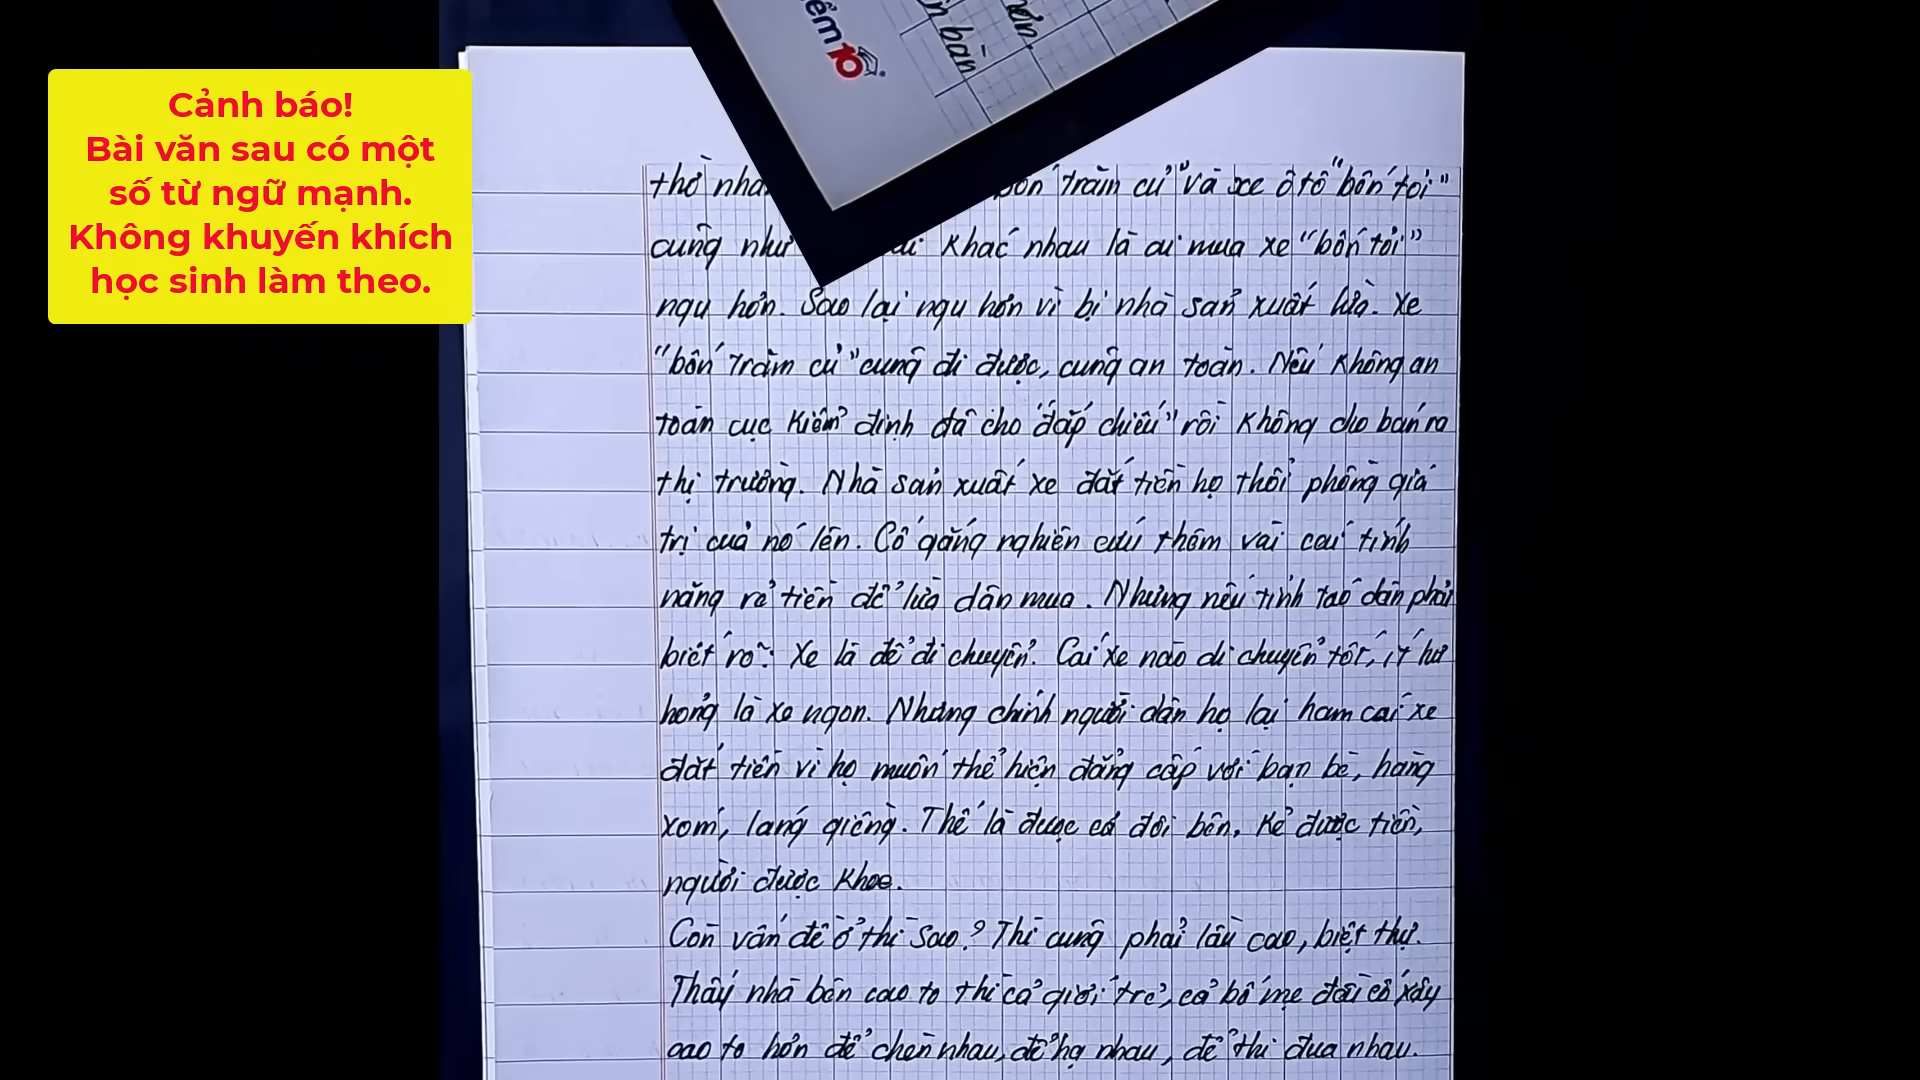 Cảnh báo!
Bài văn sau có một
số từ ngữ mạnh.
Không khuyến khích
học sinh làm theo.
ểm10
bản
thở trăm củ" và xe ô tô "bốn tỏi"
cũng như khác nhau là ai mua xe "bốn tỏi"
ngu hơn. Sao lại ngu hơn vì bị nhà sản xuất lừa. Xe
"bốn trăm củ" cũng đi được, cũng an toàn. Nếu không an
toàn cục kiểm định đã cho "đắp chiếu" rồi không cho bán ra
thị trường. Nhà sản xuất xe đắt tiền họ thổi phồng giá
trị của nó lên. Cố gắng nghiên cứu thêm vài cái tính
năng rẻ tiền để lừa dân mua. Nhưng nếu tỉnh táo dân phải
biết rõ: Xe là để di chuyển. Cái xe nào di chuyển tốt, ít hư
hỏng là xe ngon. Nhưng chính người dân họ lại ham cái xe
đắt tiền vì họ muốn thể hiện đẳng cấp với bạn bè, hàng
xóm, láng giềng. Thế là được cả đôi bên, kẻ được tiền,
người được khoe.
Còn vấn đề ở thì sao? Thì cũng phải lầu cao, biệt thự.
Thấy nhà bên cao to thì cả giới trẻ, cả bố mẹ đòi cố xây
cao to hơn để chèn nhau, để hạ nhau, để thi đua nhau.